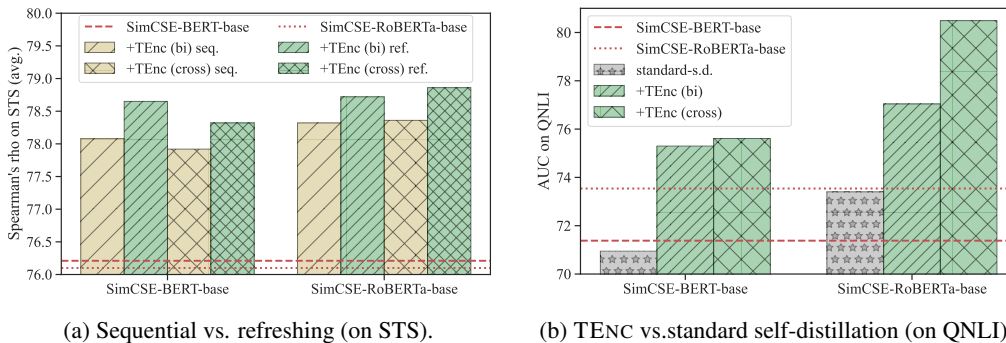 80.0
79.5
79.0
78.5
78.0
77.5
77.0
76.5
76.0
Spearman's rho on STS (avg.)
SimCSE-BERT-base
SimCSE-RoBERTa-base
+TEnc (bi) seq.
+TEnc (bi) ref.
+TEnc (cross) seq.
+TEnc (cross) ref.
SimCSE-BERT-base
SimCSE-RoBERTa-base
(a) Sequential vs. refreshing (on STS).
80
78
76
74
72
70
AUC on QNLI
SimCSE-BERT-base
SimCSE-RoBERTa-base
standard-s.d.
+TEnc (bi)
+TEnc (cross)
SimCSE-BERT-base
SimCSE-RoBERTa-base
(b) TENC vs.standard self-distillation (on QNLI)